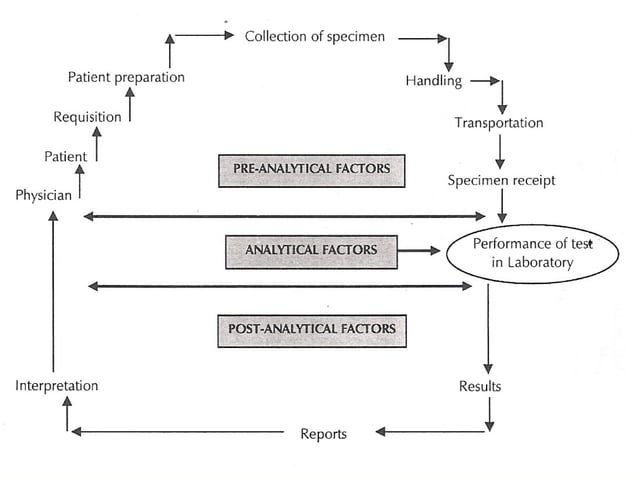 Collection of specimen
Patient preparation
Handling
Requisition
Transportation
Patient
PRE-ANALYTICAL FACTORS
Specimen receipt
Physician
ANALYTICAL FACTORS
Performance of test
in Laboratory
POST-ANALYTICAL FACTORS
Interpretation
Results
Reports